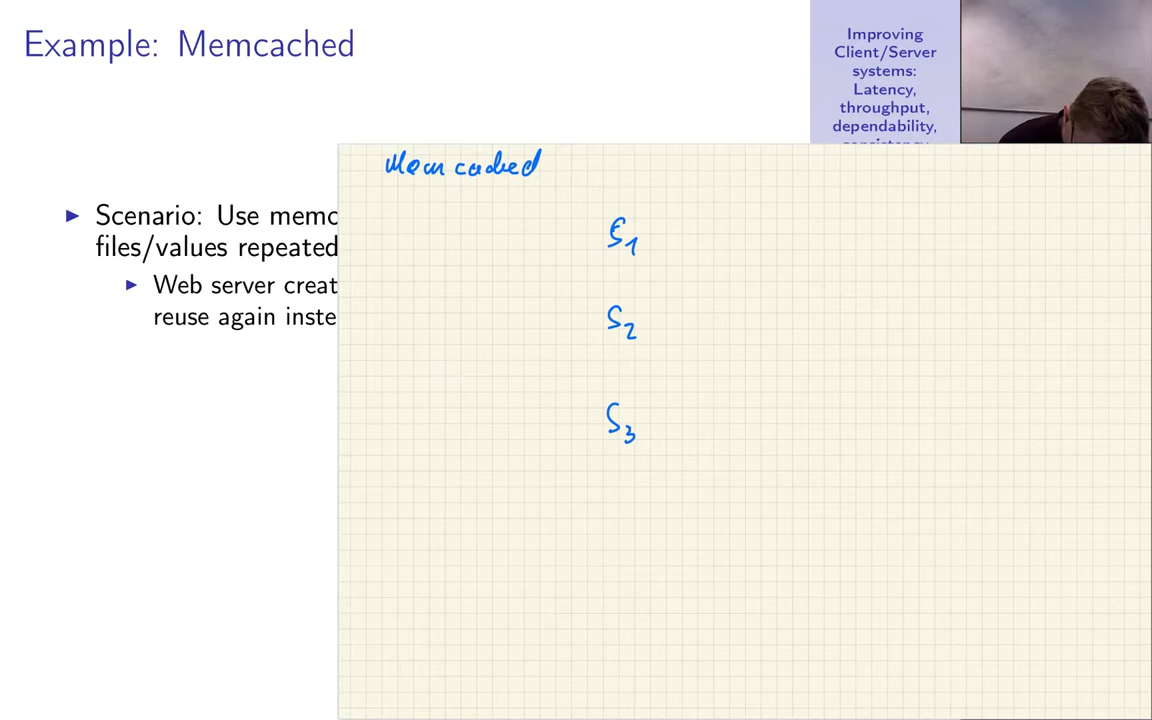 Example: Memcached
Improving
Client/Server
systems:
Latency,
throughput,
dependability,
consistency
Memcached
Scenario: Use memc
files/values repeated
Web server creat
reuse again inste
S1
S2
S3